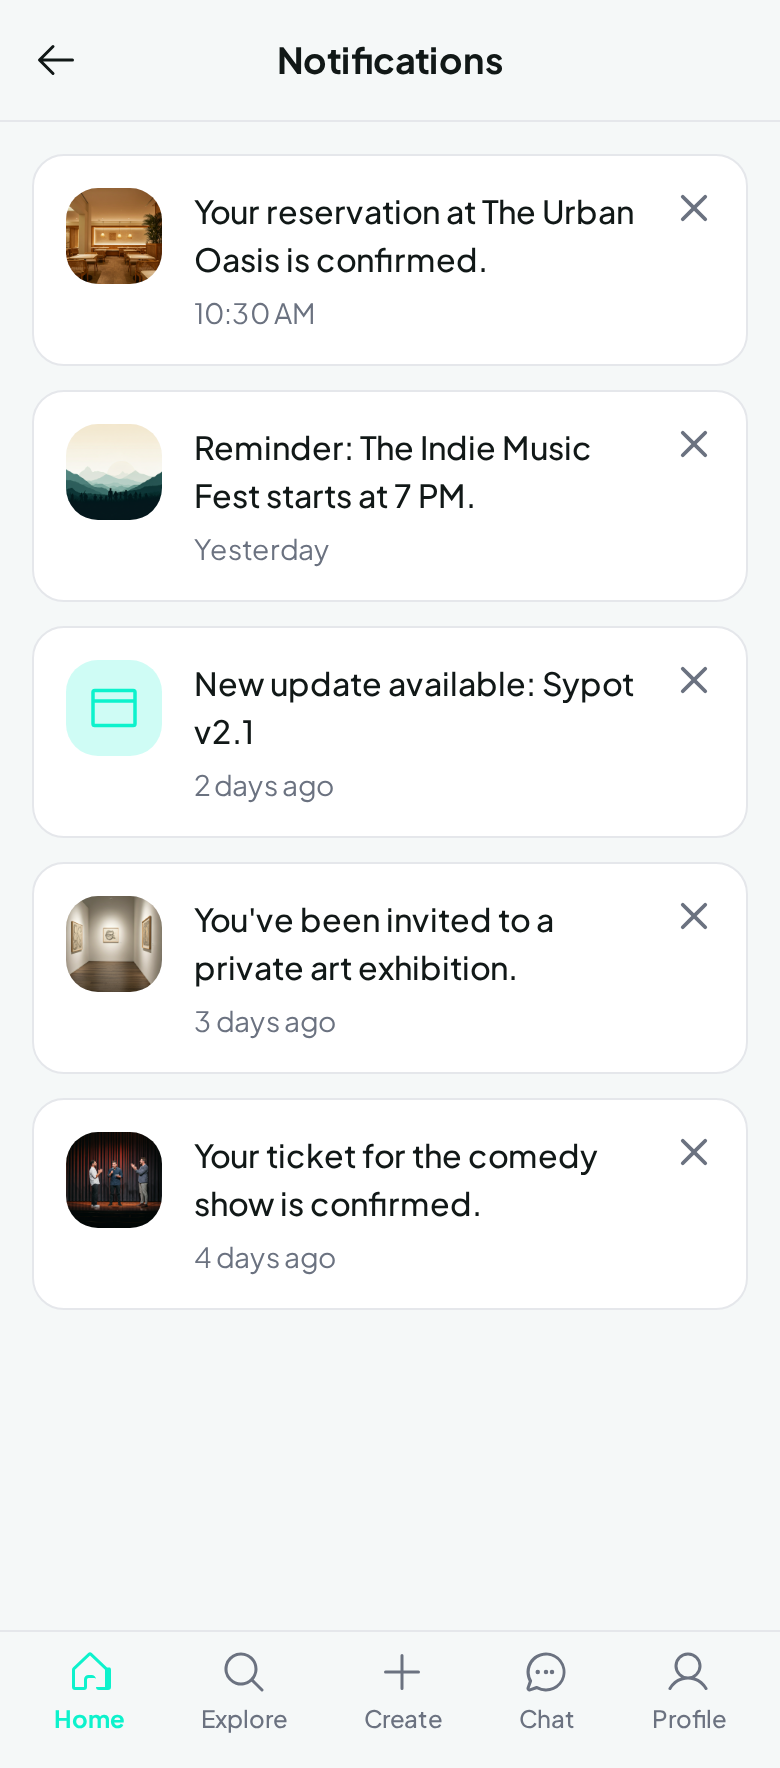 Notifications
Your reservation at The Urban
Oasis is confirmed.
10:30 AM
Reminder: The Indie Music
Fest starts at 7 PM.
Yesterday
New update available: Sypot
v2.1
2 days ago
You've been invited to a
private art exhibition.
3 days ago
Your ticket for the comedy
show is confirmed.
4 days ago
Home Explore Create Chat Profile